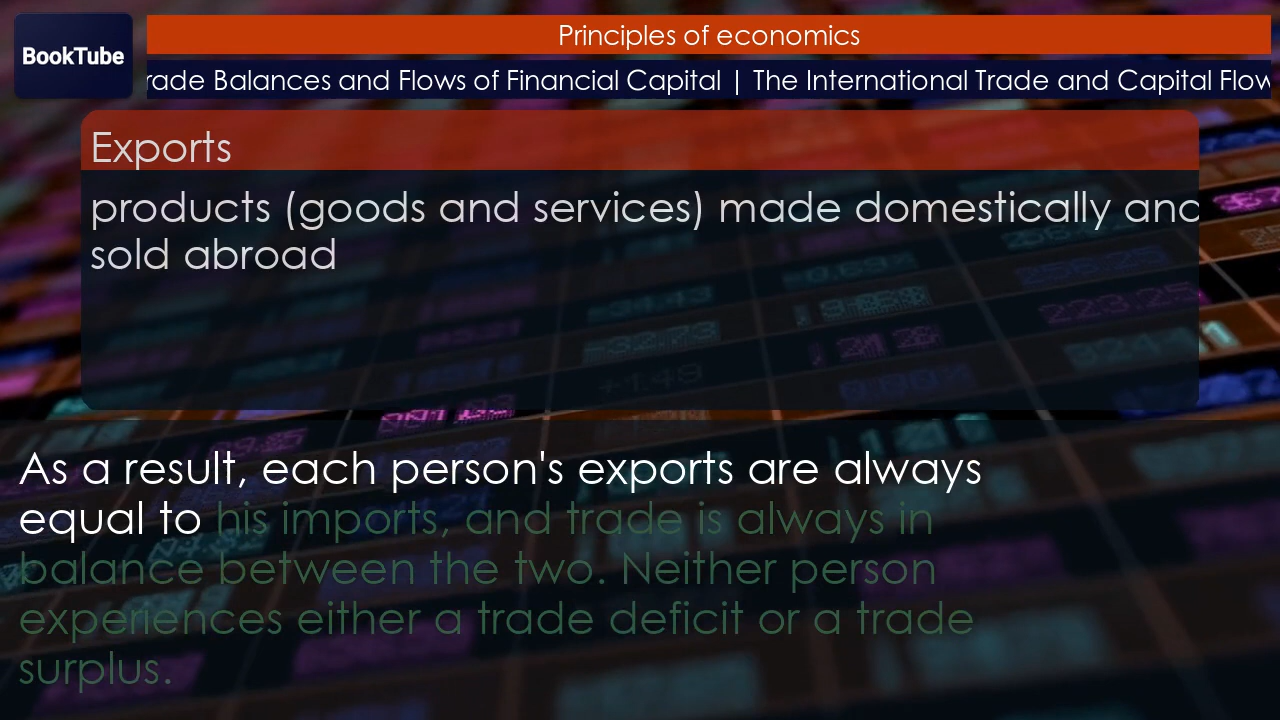 BookTube
Principles of economics
rade Balances and Flows of Financial Capital | The International Trade and Capital Flow
Exports
products (goods and services) made domestically and
sold abroad
As a result, each person's exports are always
equal to his imports, and trade is always in
balance between the two. Neither person
experiences either a trade deficit or a trade
surplus.